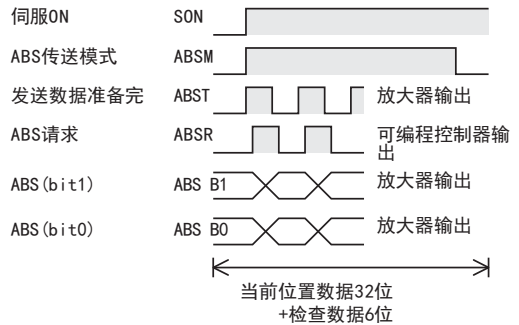 伺服ON SON
ABS传送模式 ABSM
发送数据准备完 ABST 放大器输出
ABS请求 ABSR 可编程控制器输
出
ABS(bit1) ABS B1 放大器输出
ABS(bit0) ABS B0 放大器输出
当前位置数据32位
+检查数据6位